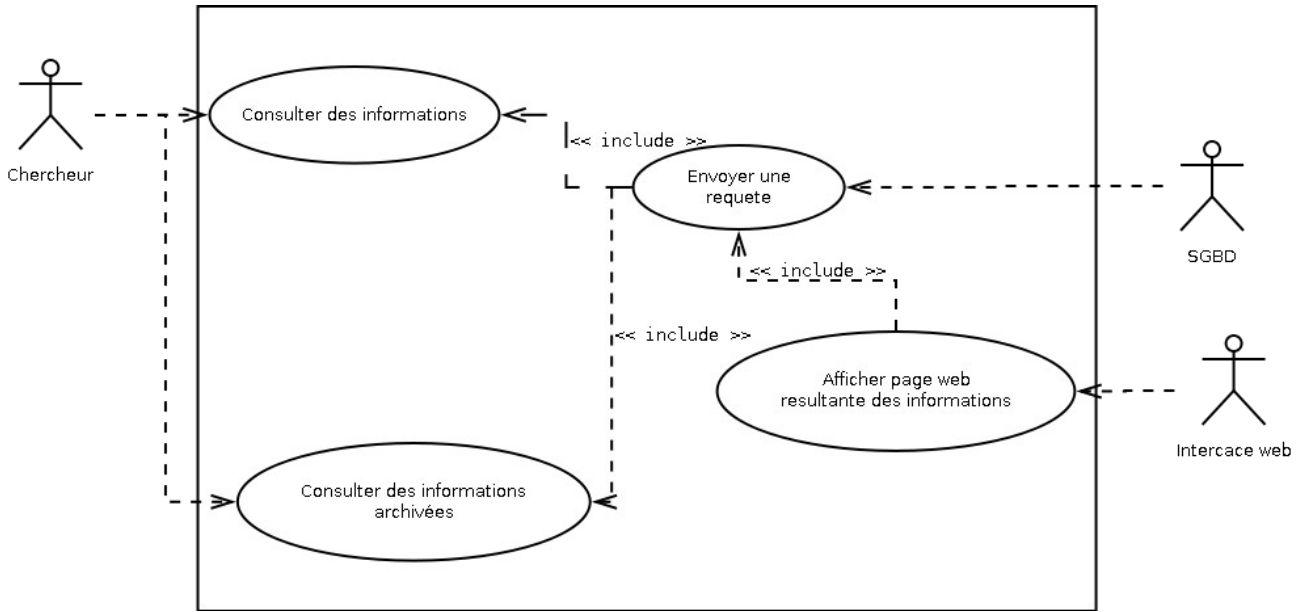 Chercheur
Consulter des informations
<< include >>
Envoyer une
requete
SGBD
<< include >>
<< include >>
Afficher page web
resultante des informations
Intercace web
Consulter des informations
archivées